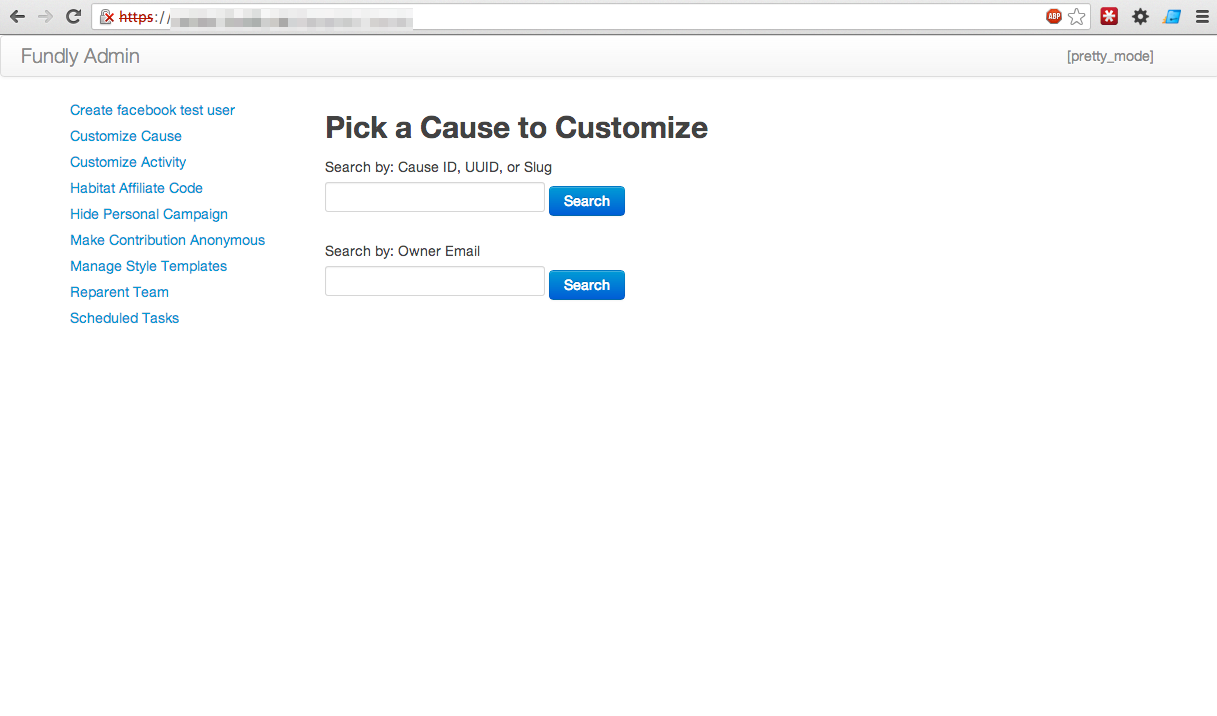 https://
ABP
Fundly Admin
[pretty_mode]
Create facebook test user
Customize Cause
Customize Activity
Habitat Affiliate Code
Hide Personal Campaign
Make Contribution Anonymous
Manage Style Templates
Reparent Team
Scheduled Tasks
Pick a Cause to Customize
Search by: Cause ID, UUID, or Slug
Search
Search by: Owner Email
Search